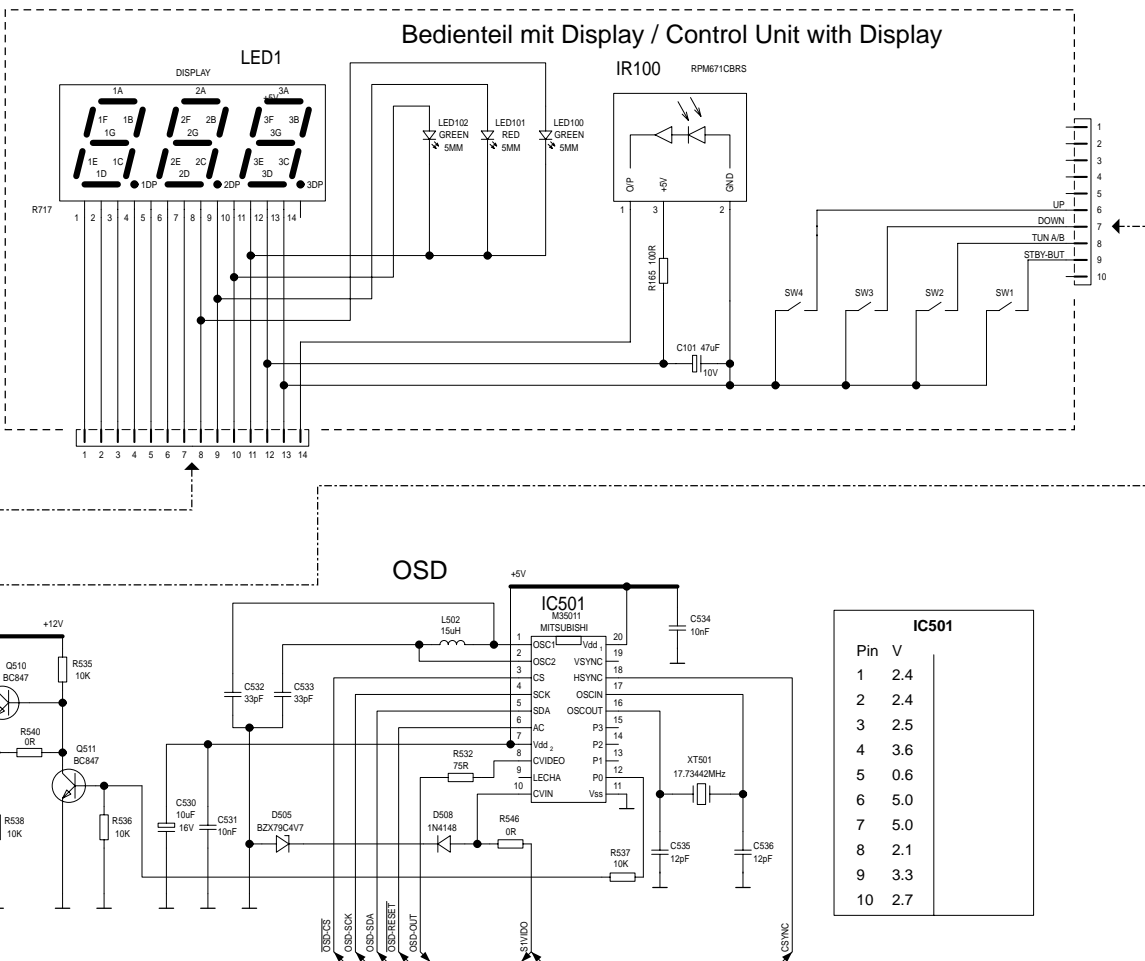 Bedienteil mit Display / Control Unit with Display
LED1
DISPLAY
1A 2A 3A
+5V
1F 1B 2F 2B 3F 3B
1G 2G 3G
1E 1C 2E 2C 3E 3C
1D 2D 3D
1DP 2DP 3DP
R717
1 2 3 4 5 6 7 8 9 10 11 12 13 14
LED102
GREEN
5MM
LED101
RED
5MM
LED100
GREEN
5MM
IR100
RPM671CBRS
O/P
+5V
GND
1 3 2
R165 100R
C101 47uF
10V
SW4
SW3
SW2
SW1
UP
DOWN
TUN A/B
STBY-BUT
1
2
3
4
5
6
7
8
9
10
1 2 3 4 5 6 7 8 9 10 11 12 13 14
OSD
+5V
+12V
Q510
BC847
R535
10K
R540
0R
Q511
BC847
R538
10K
R536
10K
C530
10uF
16V
C531
10nF
C532
33pF
C533
33pF
L502
15uH
D505
BZX79C4V7
D508
1N4148
R532
75R
R546
0R
IC501
M35011
MITSUBISHI
1 OSC1
2 OSC2
3 CS
4 SCK
5 SDA
6 AC
7 Vdd 2
8 CVIDEO
9 LECHA
10 CVIN
20 Vdd 1
19 VSYNC
18 HSYNC
17 OSCIN
16 OSCOUT
15 P3
14 P2
13 P1
12 P0
11 Vss
C534
10nF
XT501
17.73442MHz
C535
12pF
C536
12pF
R537
10K
OSD-CS
OSD-SCK
OSD-SDA
OSD-RESET
OSD-OUT
S1VIDO
CSYNC
IC501
Pin V
1 2.4
2 2.4
3 2.5
4 3.6
5 0.6
6 5.0
7 5.0
8 2.1
9 3.3
10 2.7